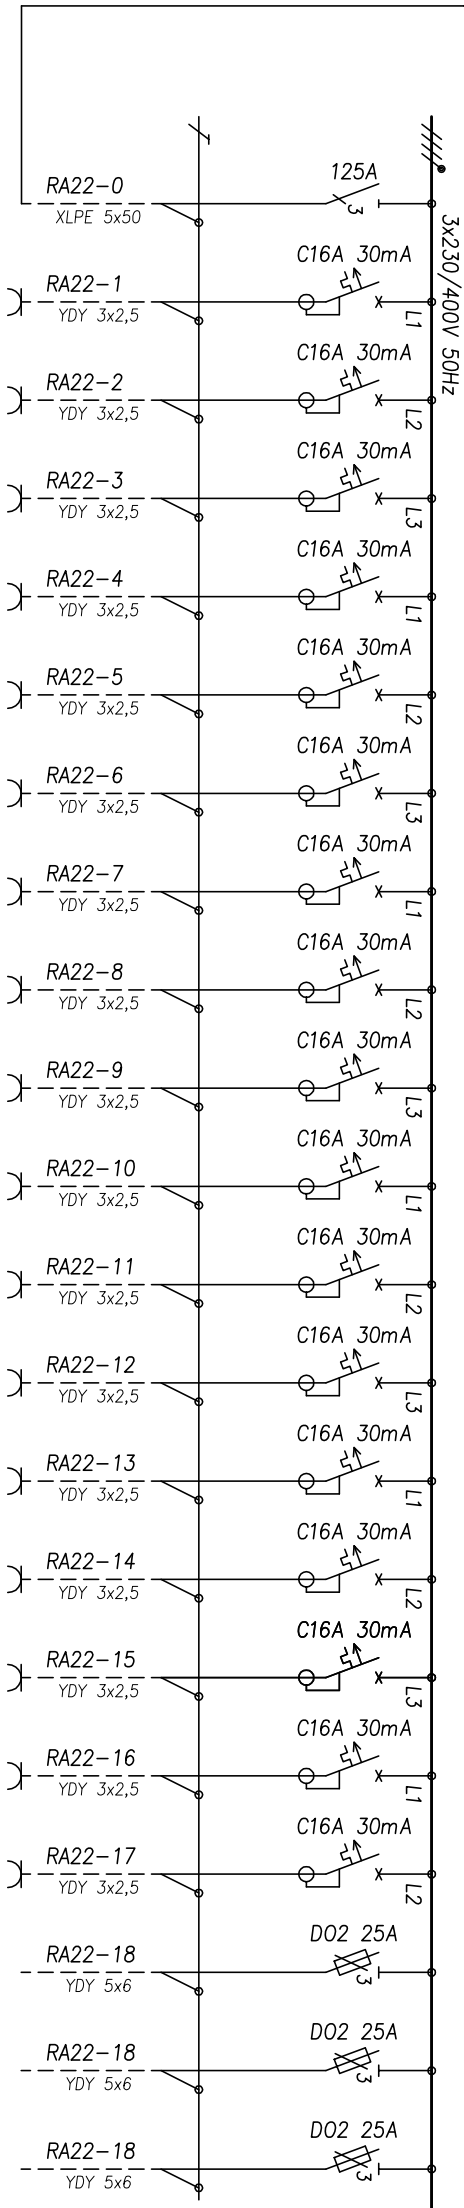 125A
RA22-0
XLPE 5x50
3x230/400V 50Hz
C16A 30mA
RA22-1
YDY 3x2,5
L1
C16A 30mA
RA22-2
YDY 3x2,5
L2
C16A 30mA
RA22-3
YDY 3x2,5
L3
C16A 30mA
RA22-4
YDY 3x2,5
L1
C16A 30mA
RA22-5
YDY 3x2,5
L2
C16A 30mA
RA22-6
YDY 3x2,5
L3
C16A 30mA
RA22-7
YDY 3x2,5
L1
C16A 30mA
RA22-8
YDY 3x2,5
L2
C16A 30mA
RA22-9
YDY 3x2,5
L3
C16A 30mA
RA22-10
YDY 3x2,5
L1
C16A 30mA
RA22-11
YDY 3x2,5
L2
C16A 30mA
RA22-12
YDY 3x2,5
L3
C16A 30mA
RA22-13
YDY 3x2,5
L1
C16A 30mA
RA22-14
YDY 3x2,5
L2
C16A 30mA
RA22-15
YDY 3x2,5
L3
C16A 30mA
RA22-16
YDY 3x2,5
L1
C16A 30mA
RA22-17
YDY 3x2,5
L2
D02 25A
RA22-18
3
YDY 5x6
D02 25A
RA22-18
3
YDY 5x6
D02 25A
RA22-18
3
YDY 5x6
3